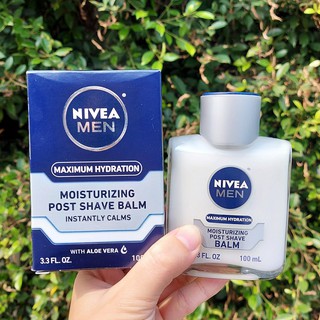 NIVEA
MEN
MAXIMUM HYDRATION
MOISTURIZING
POST SHAVE BALM
INSTANTLY CALMS
WITH ALOE VERA
3.3 FL. OZ.
NIVEA
MEN
MAXIMUM HYDRATION
MOISTURIZING
POST SHAVE
BALM
FL. OZ
100 mL